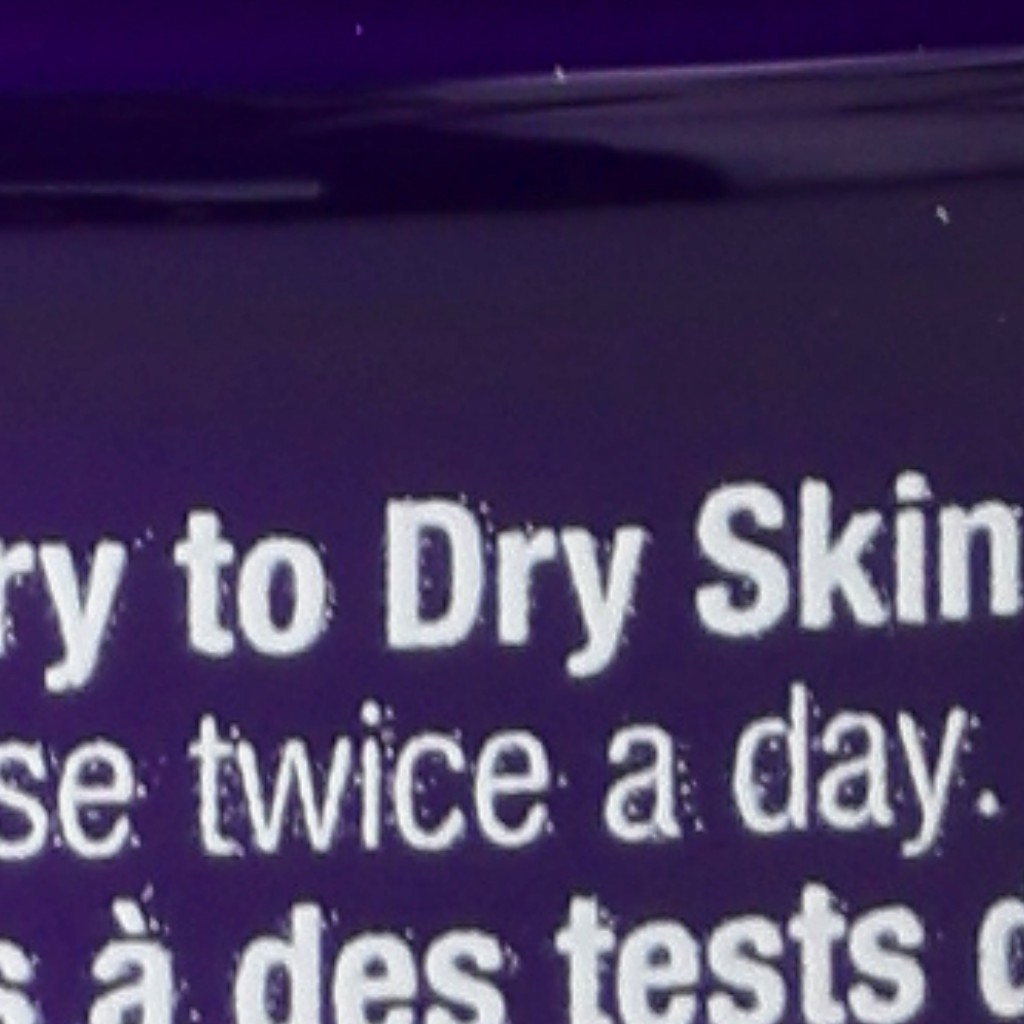 ry to Dry Skin
se twice a day.
s à des tests